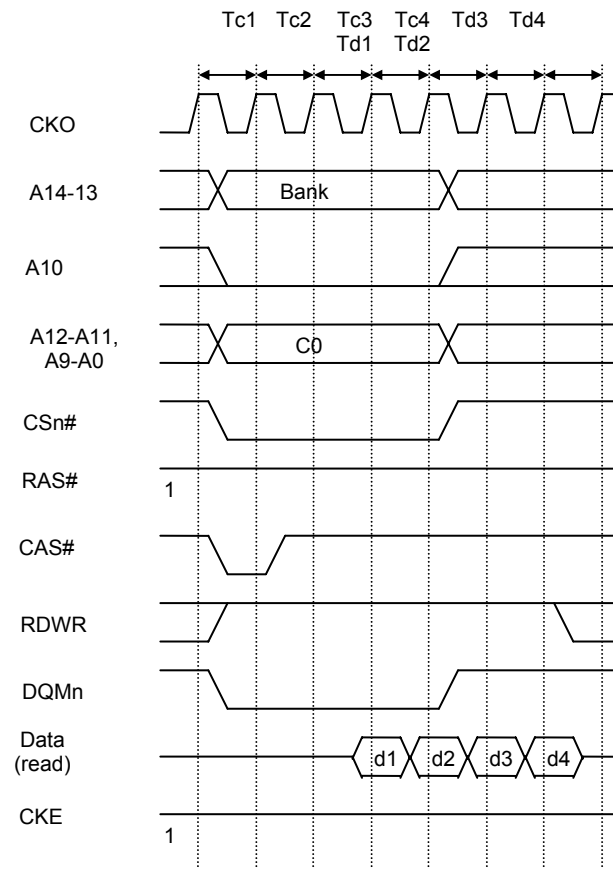 Tc1 Tc2 Tc3 Tc4 Td3 Td4
Td1 Td2
CKO
A14-13 Bank
A10
A12-A11,
A9-A0 C0
CSn#
RAS# 1
CAS#
RDWR
DQMn
Data
(read) d1 d2 d3 d4
CKE 1